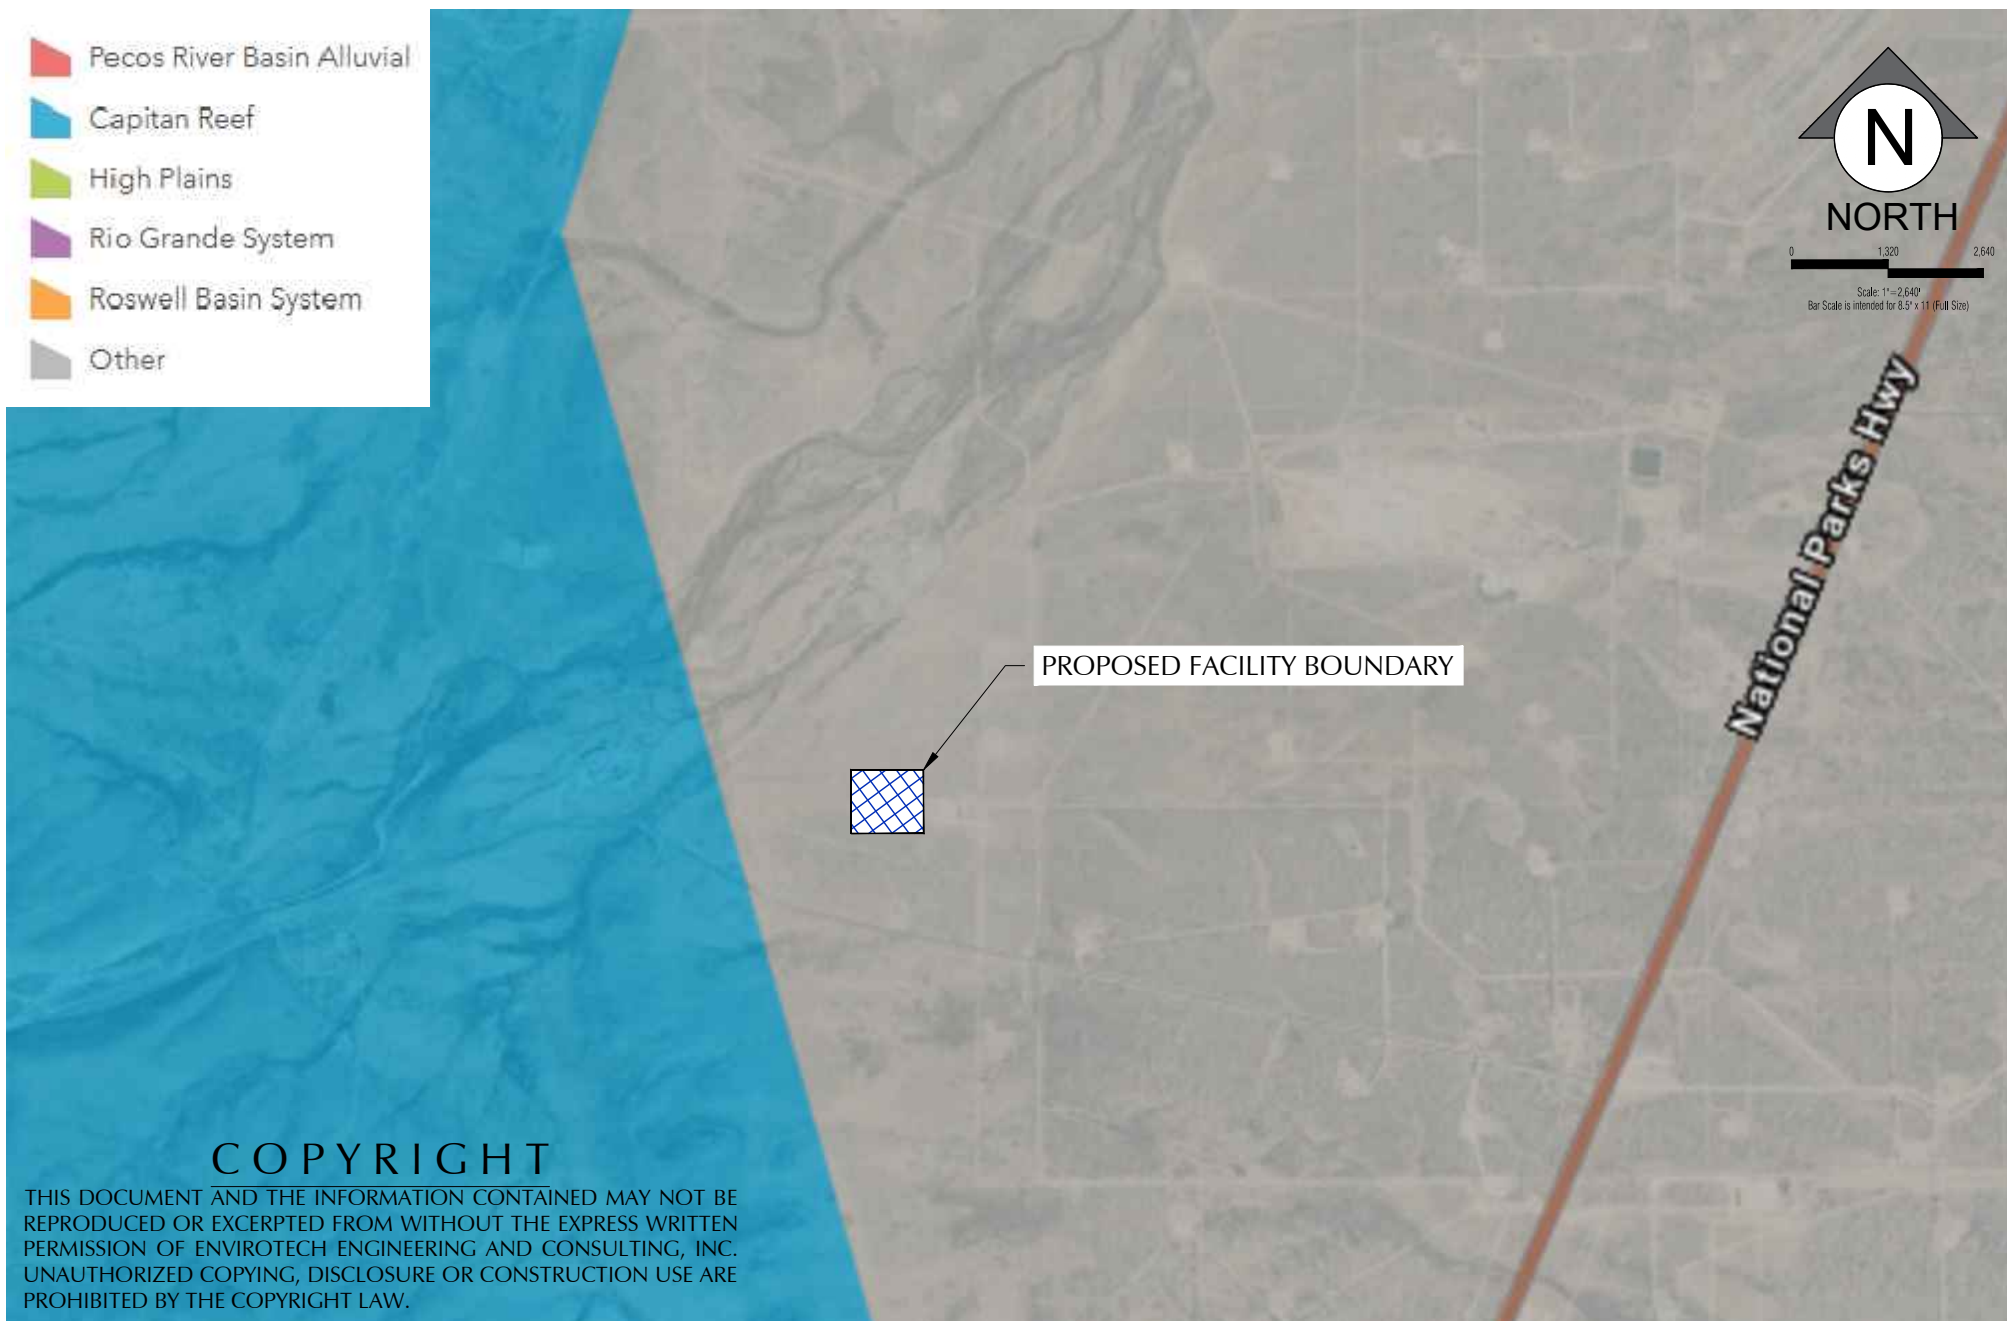 Pecos River Basin Alluvial
Capitan Reef
High Plains
Rio Grande System
Roswell Basin System
Other
N
NORTH
0 1,320 2,640
Scale: 1"=2,640'
Bar Scale is intended for 8.5" x 11 (Full Size)
National Parks Hwy
PROPOSED FACILITY BOUNDARY
COPYRIGHT
THIS DOCUMENT AND THE INFORMATION CONTAINED MAY NOT BE
REPRODUCED OR EXCERPTED FROM WITHOUT THE EXPRESS WRITTEN
PERMISSION OF ENVIROTECH ENGINEERING AND CONSULTING, INC.
UNAUTHORIZED COPYING, DISCLOSURE OR CONSTRUCTION USE ARE
PROHIBITED BY THE COPYRIGHT LAW.